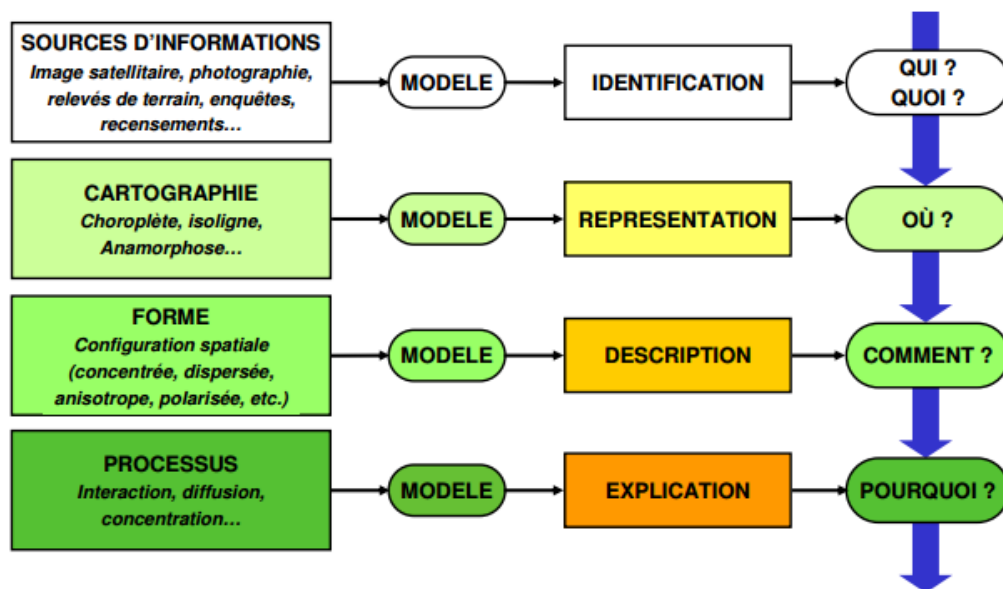 SOURCES D'INFORMATIONS
Image satellitaire, photographie,
relevés de terrain, enquêtes,
recensements…
MODELE
IDENTIFICATION
QUI ?
QUOI ?
CARTOGRAPHIE
Choroplète, isoligne,
Anamorphose…
MODELE
REPRESENTATION
OÙ ?
FORME
Configuration spatiale
(concentrée, dispersée,
anisotrope, polarisée, etc.)
MODELE
DESCRIPTION
COMMENT ?
PROCESSUS
Interaction, diffusion,
concentration…
MODELE
EXPLICATION
POURQUOI ?